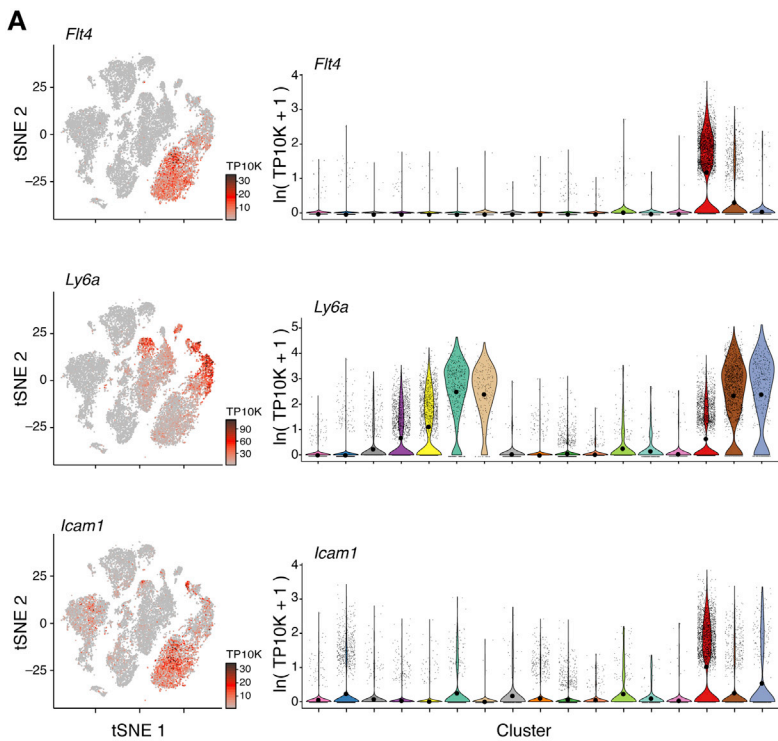 A
Flt4
tSNE 2
25
0
−25
TP10K
30
20
10
Flt4
ln( TP10K + 1 )
4
3
2
1
0
Ly6a
tSNE 2
25
0
−25
TP10K
90
60
30
Ly6a
ln( TP10K + 1 )
5
4
3
2
1
0
Icam1
tSNE 2
25
0
−25
TP10K
30
20
10
tSNE 1
Icam1
ln( TP10K + 1 )
4
3
2
1
0
Cluster